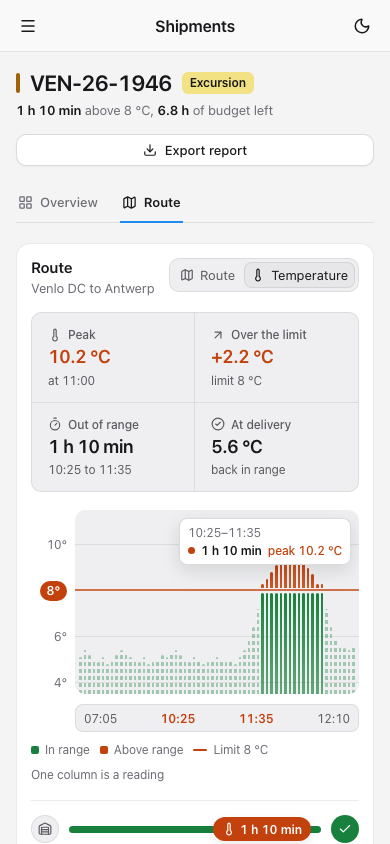 Shipments
VEN-26-1946 Excursion
1 h 10 min above 8 °C, 6.8 h of budget left
Export report
Overview Route
Route
Venlo DC to Antwerp
Route Temperature
Peak
10.2 °C
at 11:00
Over the limit
+2.2 °C
limit 8 °C
Out of range
1 h 10 min
10:25 to 11:35
At delivery
5.6 °C
back in range
10:25–11:35
1 h 10 min peak 10.2 °C
10°
8°
6°
4°
07:05 10:25 11:35 12:10
In range Above range Limit 8 °C
One column is a reading
1 h 10 min